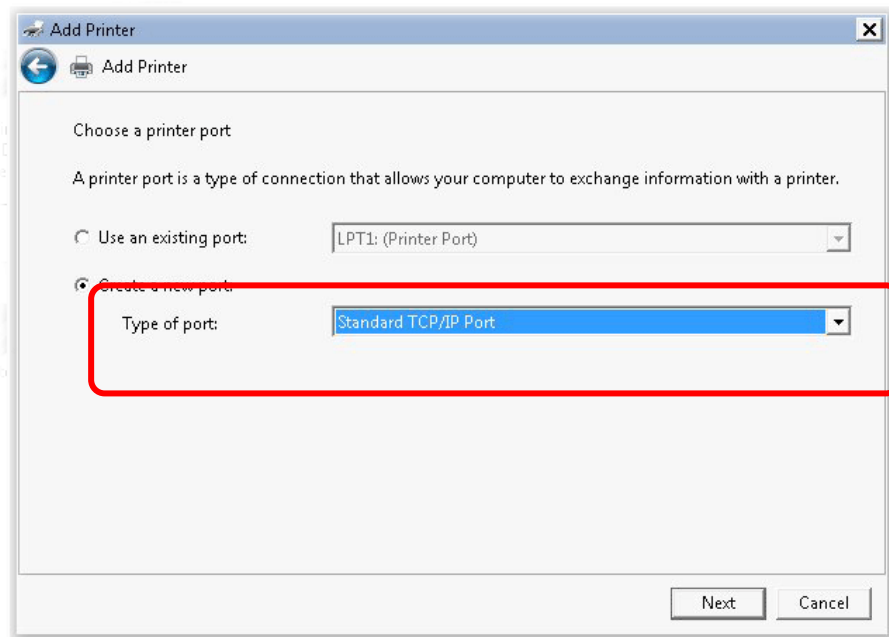 Add Printer
Add Printer
Choose a printer port
A printer port is a type of connection that allows your computer to exchange information with a printer.
Use an existing port: LPT1: (Printer Port)
Create a new port:
Type of port: Standard TCP/IP Port
Next Cancel